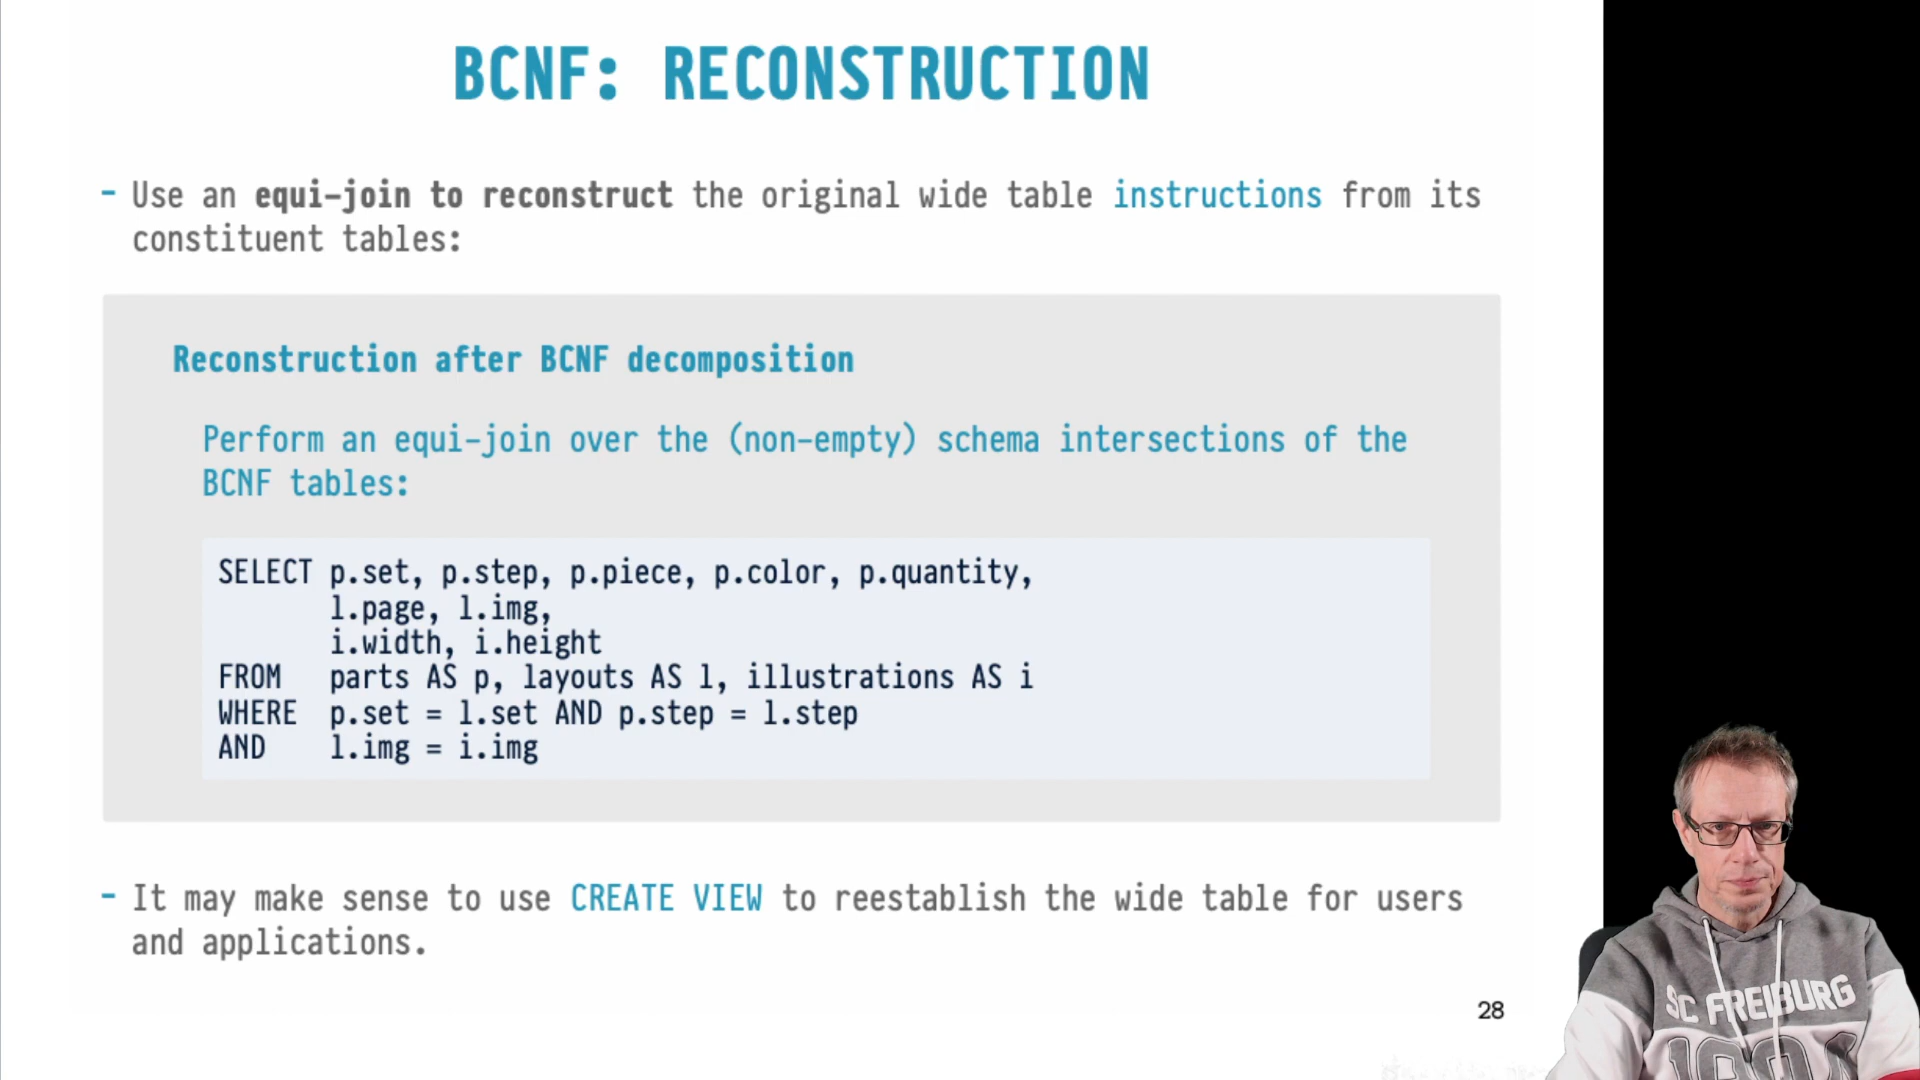 BCNF: RECONSTRUCTION
- Use an equi-join to reconstruct the original wide table instructions from its
constituent tables:
Reconstruction after BCNF decomposition
Perform an equi-join over the (non-empty) schema intersections of the
BCNF tables:
SELECT p.set, p.step, p.piece, p.color, p.quantity,
l.page, l.img,
i.width, i.height
FROM parts AS p, layouts AS l, illustrations AS i
WHERE p.set = l.set AND p.step = l.step
AND l.img = i.img
- It may make sense to use CREATE VIEW to reestablish the wide table for users
and applications.
28
SC FREIBURG